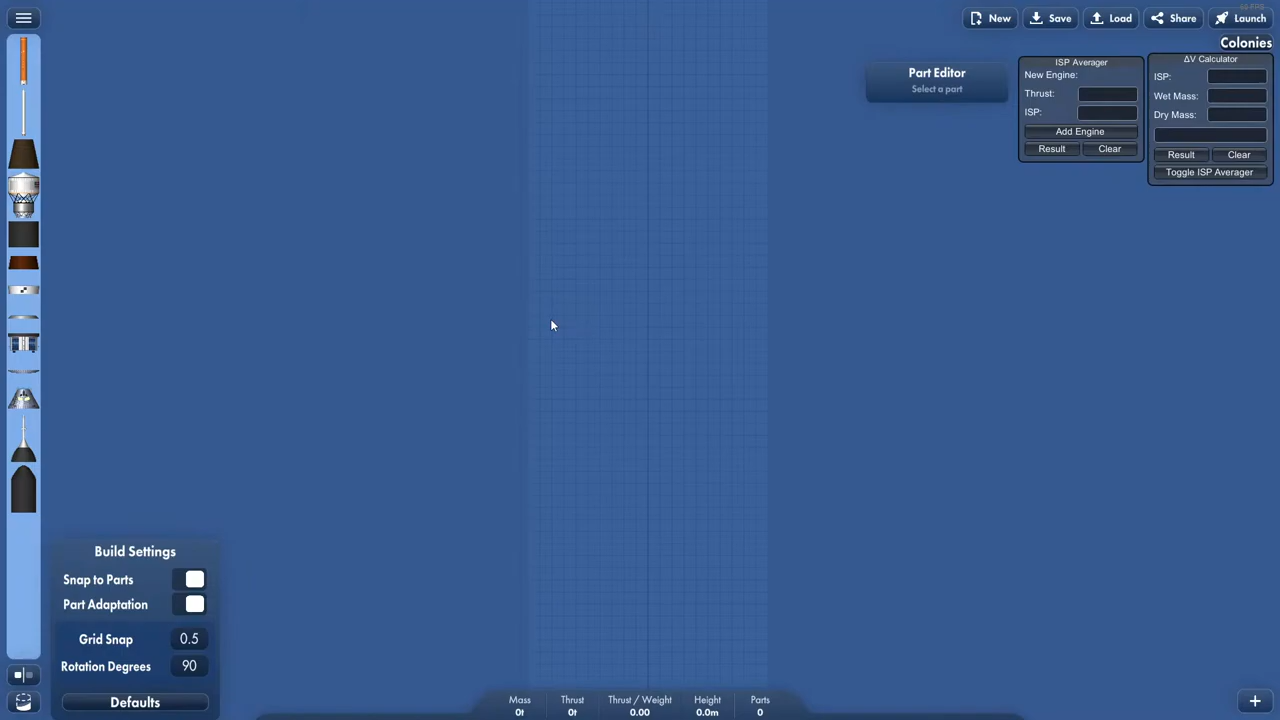 60 FPS
New
Save
Load
Share
Launch
Colonies
Part Editor
Select a part
ISP Averager
New Engine:
Thrust:
ISP:
Add Engine
Result
Clear
ΔV Calculator
ISP:
Wet Mass:
Dry Mass:
Result
Clear
Toggle ISP Averager
Build Settings
Snap to Parts
Part Adaptation
Grid Snap 0.5
Rotation Degrees 90
Defaults
Mass Thrust Thrust / Weight Height Parts
0t 0t 0.00 0.0m 0